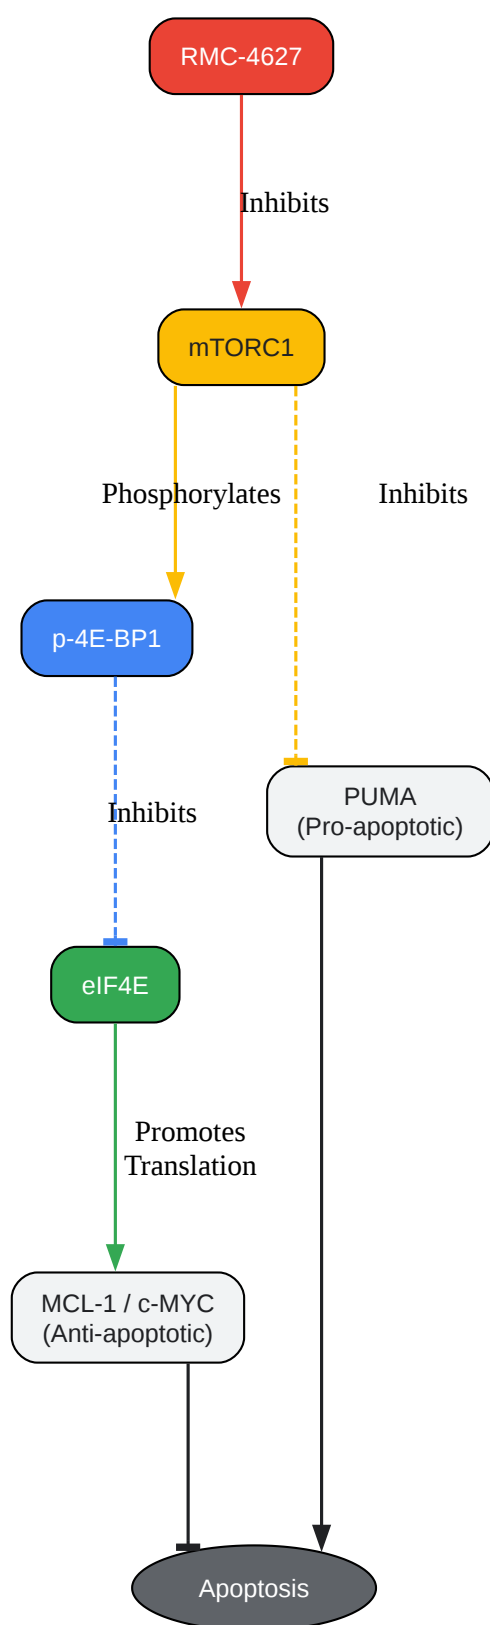 RMC-4627
Inhibits
mTORC1
Phosphorylates
Inhibits
p-4E-BP1
PUMA
(Pro-apoptotic)
Inhibits
eIF4E
Promotes
Translation
MCL-1 / c-MYC
(Anti-apoptotic)
Apoptosis